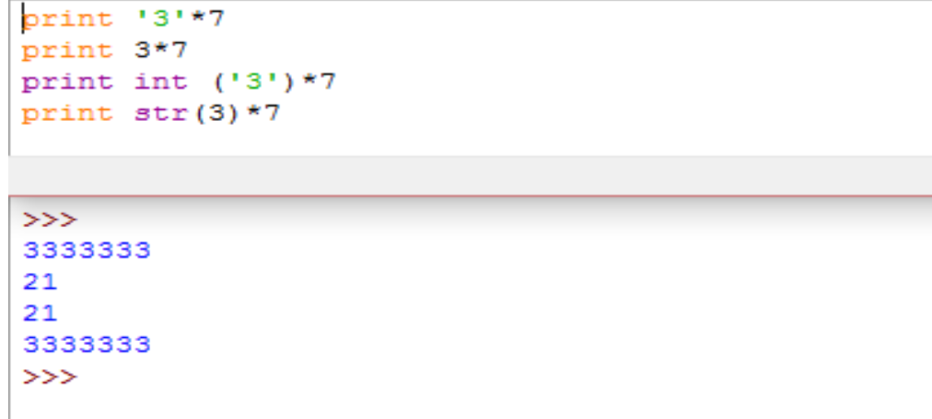 print '3'*7
print 3*7
print int ('3')*7
print str(3)*7
>>>
3333333
21
21
3333333
>>>